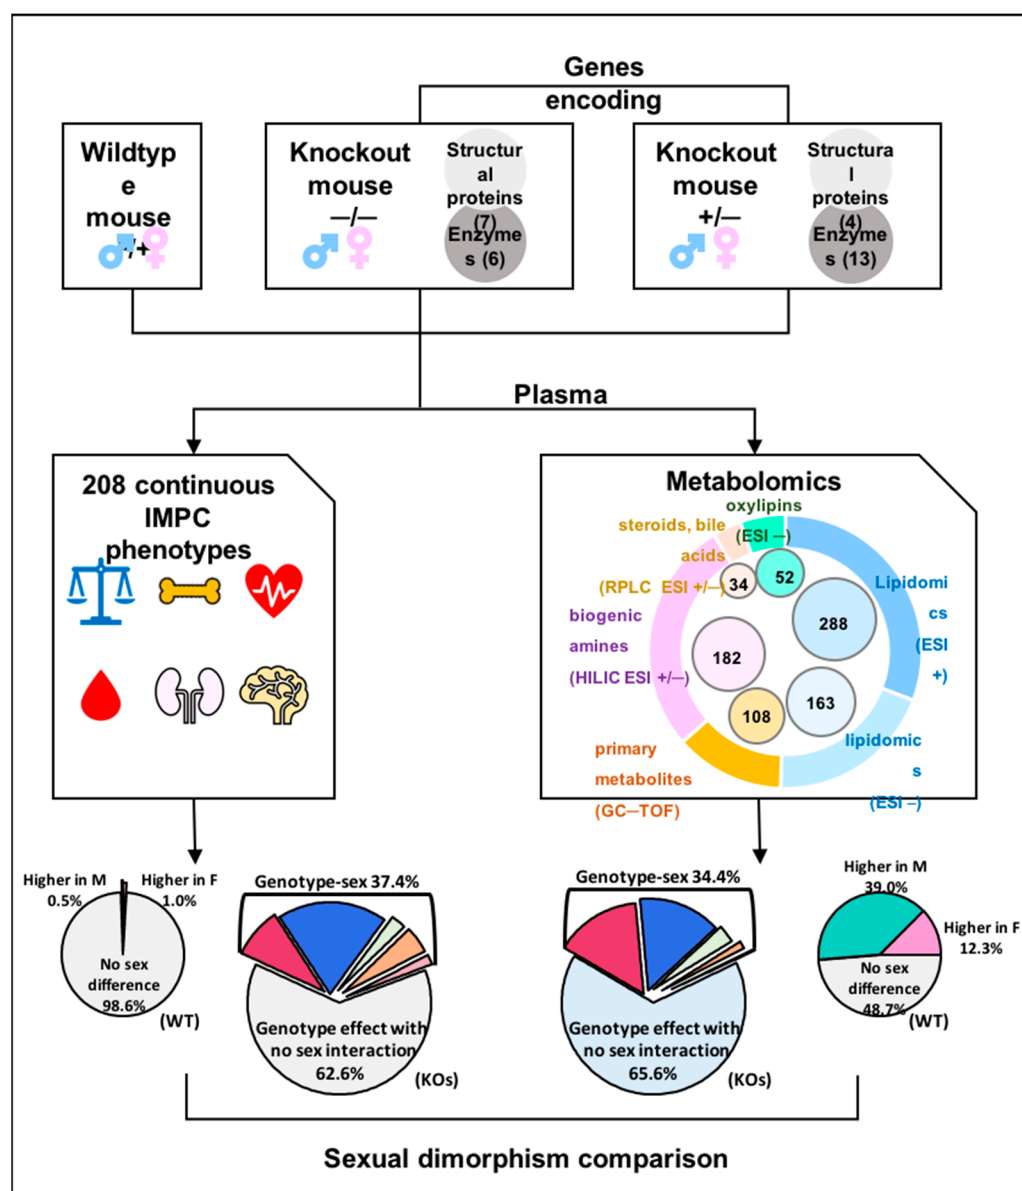 Genes
encoding
Wildtyp
e
mouse
/+
Knockout
mouse
—/—
Structur
al
proteins
(7)
Enzyme
s (6)
Knockout
mouse
+/—
Structura
l
proteins
(4)
Enzyme
s (13)
Plasma
208 continuous
IMPC
phenotypes
Metabolomics
oxylipins
(ESI —)
steroids, bile
acids
(RPLC ESI +/—)
34
52
Lipidomi
cs
(ESI
+)
288
biogenic
amines
(HILIC ESI +/—)
182
108
163
primary
metabolites
(GC—TOF)
lipidomic
s
(ESI –)
Higher in M
0.5%
Higher in F
1.0%
No sex
difference
98.6%
(WT)
Genotype-sex 37.4%
Genotype effect with
no sex interaction
62.6%
(KOs)
Genotype-sex 34.4%
Genotype effect with
no sex interaction
65.6%
(KOs)
Higher in M
39.0%
Higher in F
12.3%
No sex
difference
48.7%
(WT)
Sexual dimorphism comparison